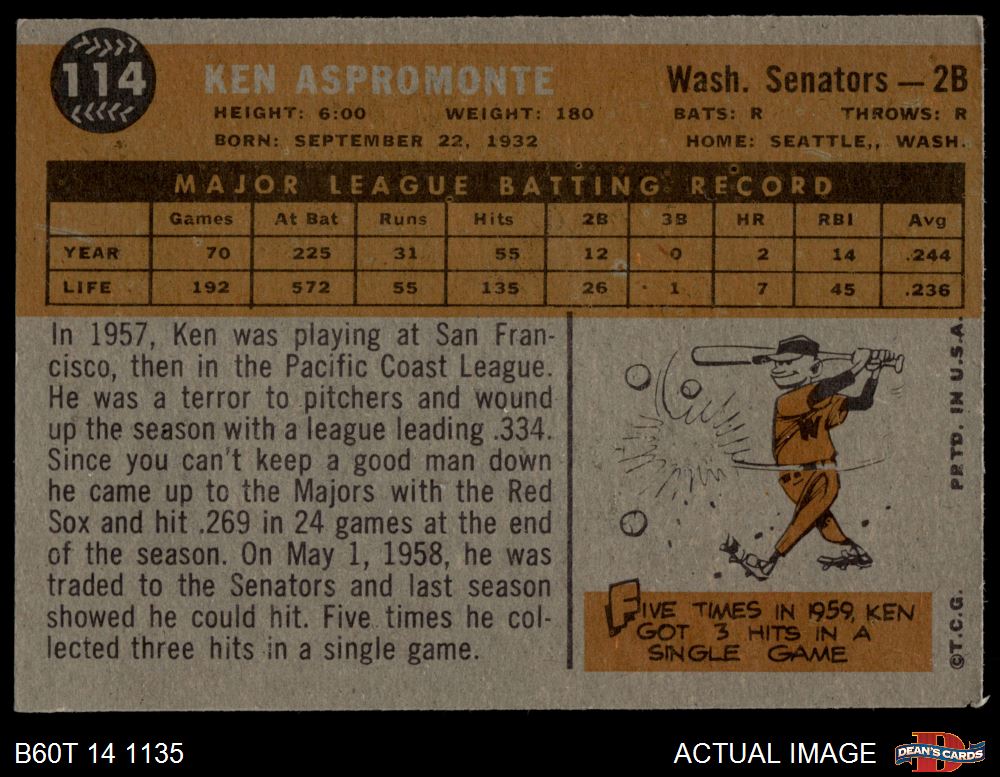 114
KEN ASPROMONTE
Wash. Senators — 2B
HEIGHT: 6:00 WEIGHT: 180 BATS: R THROWS: R
BORN: SEPTEMBER 22, 1932 HOME: SEATTLE,, WASH.
MAJOR LEAGUE BATTING RECORD
Games At Bat Runs Hits 2B 3B HR RBI Avg
YEAR 70 225 31 55 12 0 2 14 .244
LIFE 192 572 55 135 26 1 7 45 .236
In 1957, Ken was playing at San Fran-
cisco, then in the Pacific Coast League.
He was a terror to pitchers and wound
up the season with a league leading .334.
Since you can't keep a good man down
he came up to the Majors with the Red
Sox and hit .269 in 24 games at the end
of the season. On May 1, 1958, he was
traded to the Senators and last season
showed he could hit. Five times he col-
lected three hits in a single game.
W
FIVE TIMES IN 1959, KEN
GOT 3 HITS IN A
SINGLE GAME
©T.C.G. PRTD. IN U.S.A.
B60T 14 1135
ACTUAL IMAGE
D
DEAN'S CARDS